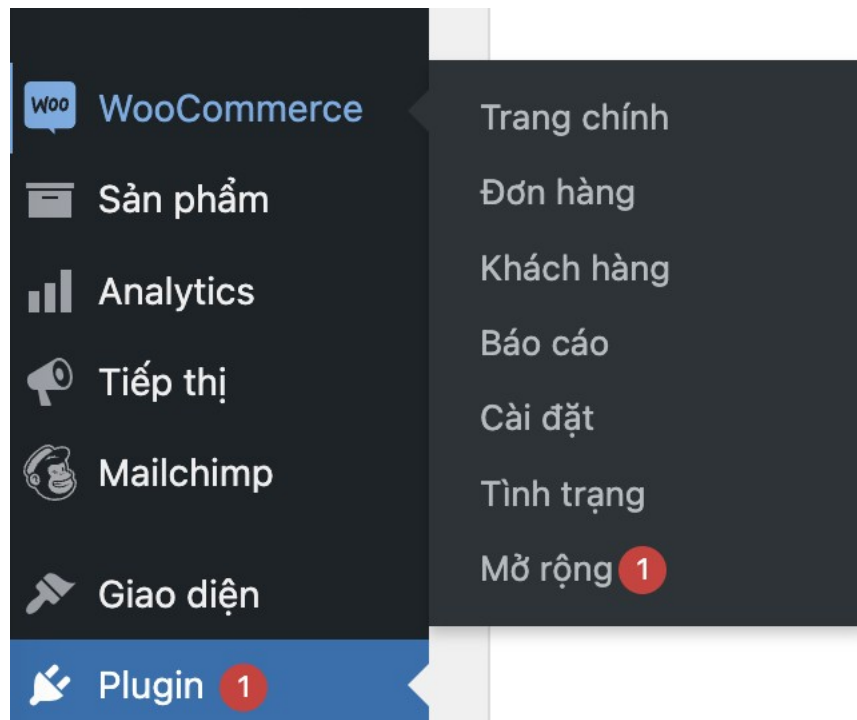 Woo WooCommerce
Sản phẩm
Analytics
Tiếp thị
Mailchimp
Giao diện
Plugin 1
Trang chính
Đơn hàng
Khách hàng
Báo cáo
Cài đặt
Tình trạng
Mở rộng 1